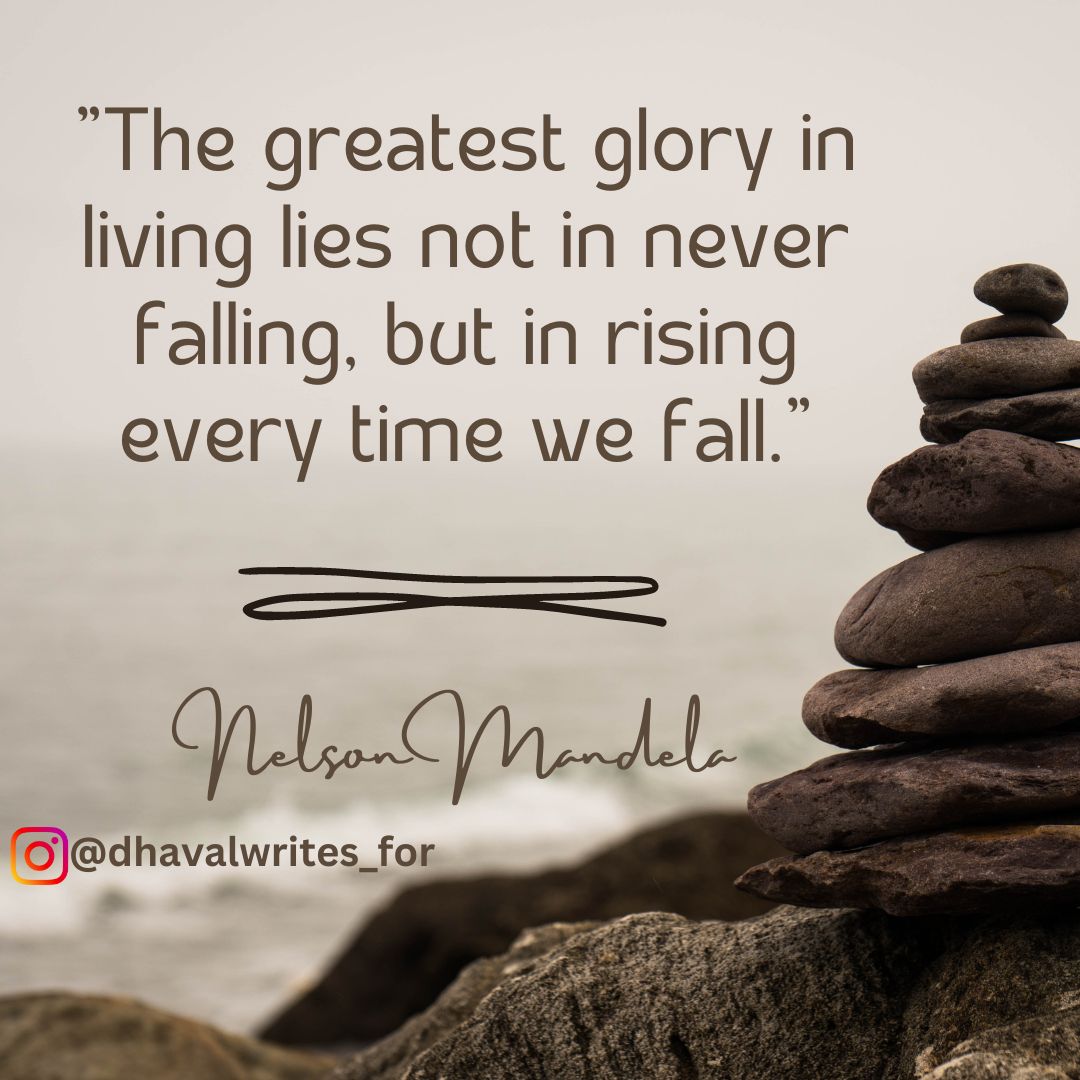 ”The greatest glory in
living lies not in never
falling, but in rising
every time we fall.”
Nelson Mandela
@dhavalwrites_for